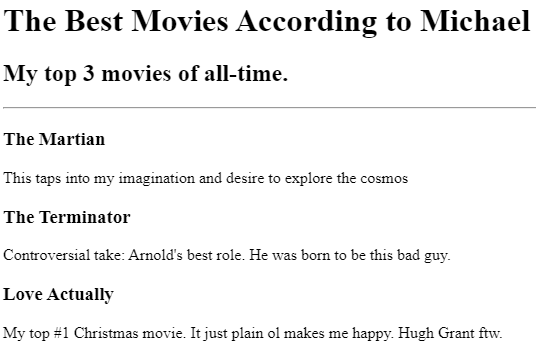 The Best Movies According to Michael
My top 3 movies of all-time.
The Martian
This taps into my imagination and desire to explore the cosmos
The Terminator
Controversial take: Arnold's best role. He was born to be this bad guy.
Love Actually
My top #1 Christmas movie. It just plain ol makes me happy. Hugh Grant ftw.